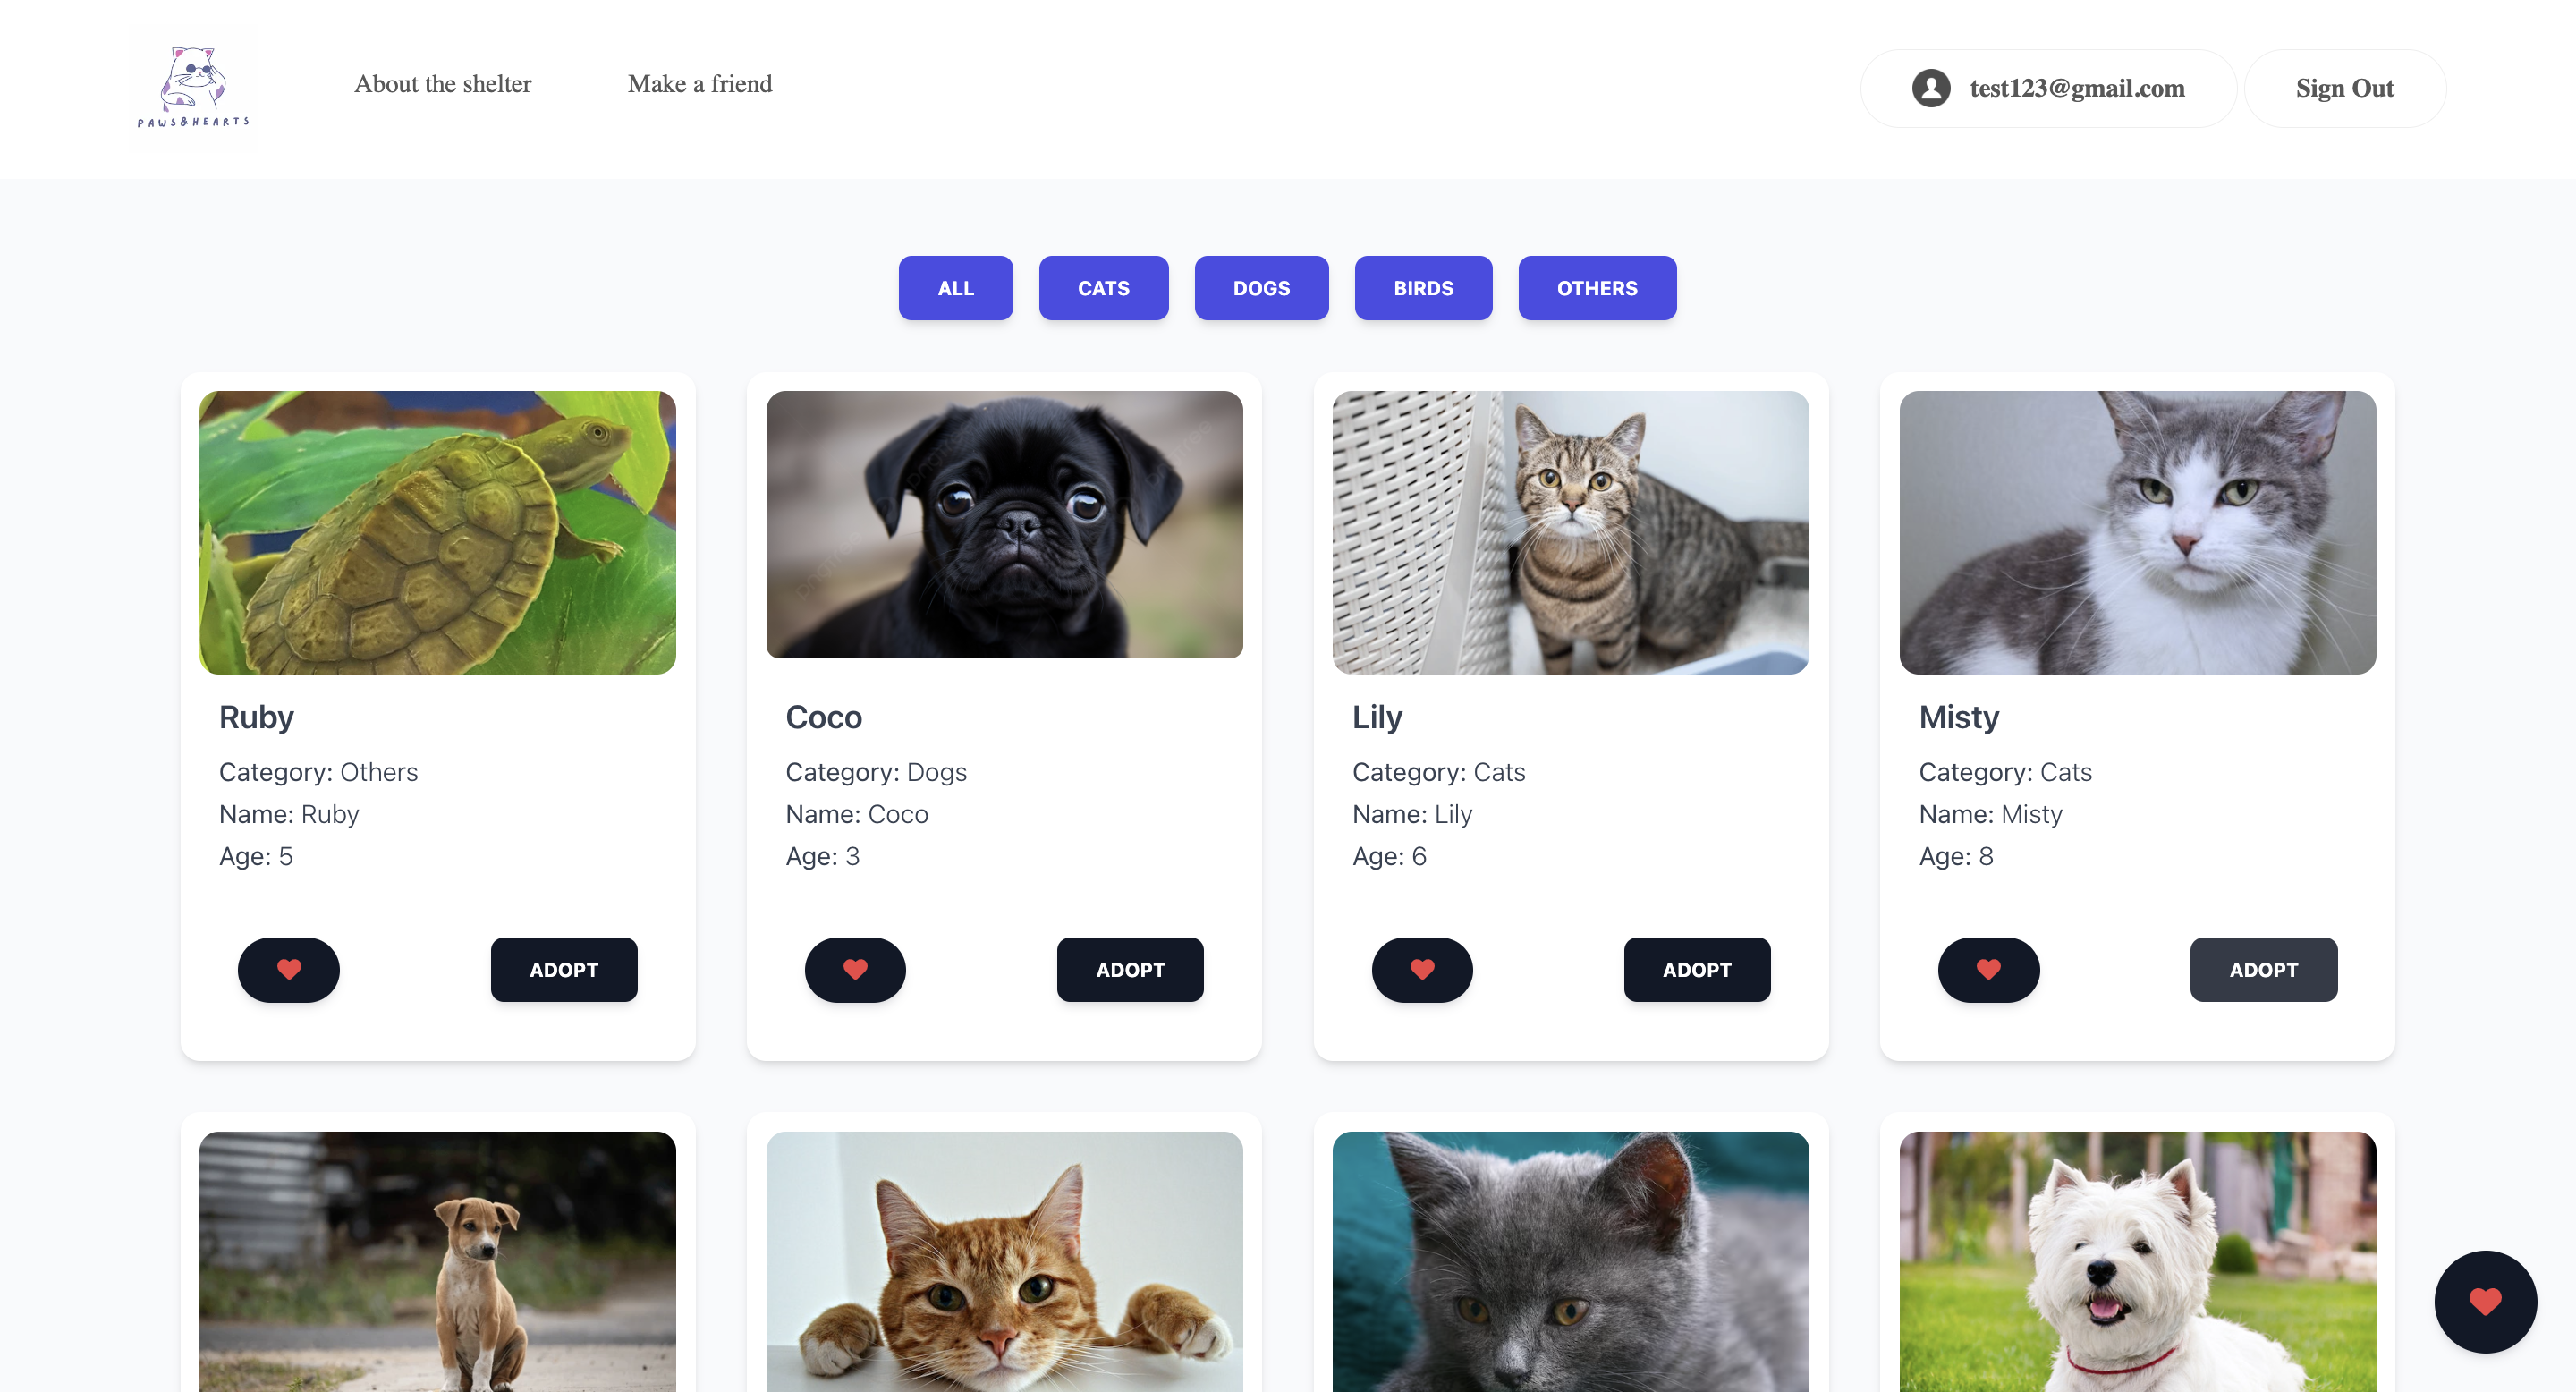 PAWS&HEARTS
About the shelter
Make a friend
test123@gmail.com
Sign Out
ALL
CATS
DOGS
BIRDS
OTHERS
Ruby
Category: Others
Name: Ruby
Age: 5
ADOPT
Coco
Category: Dogs
Name: Coco
Age: 3
ADOPT
Lily
Category: Cats
Name: Lily
Age: 6
ADOPT
Misty
Category: Cats
Name: Misty
Age: 8
ADOPT